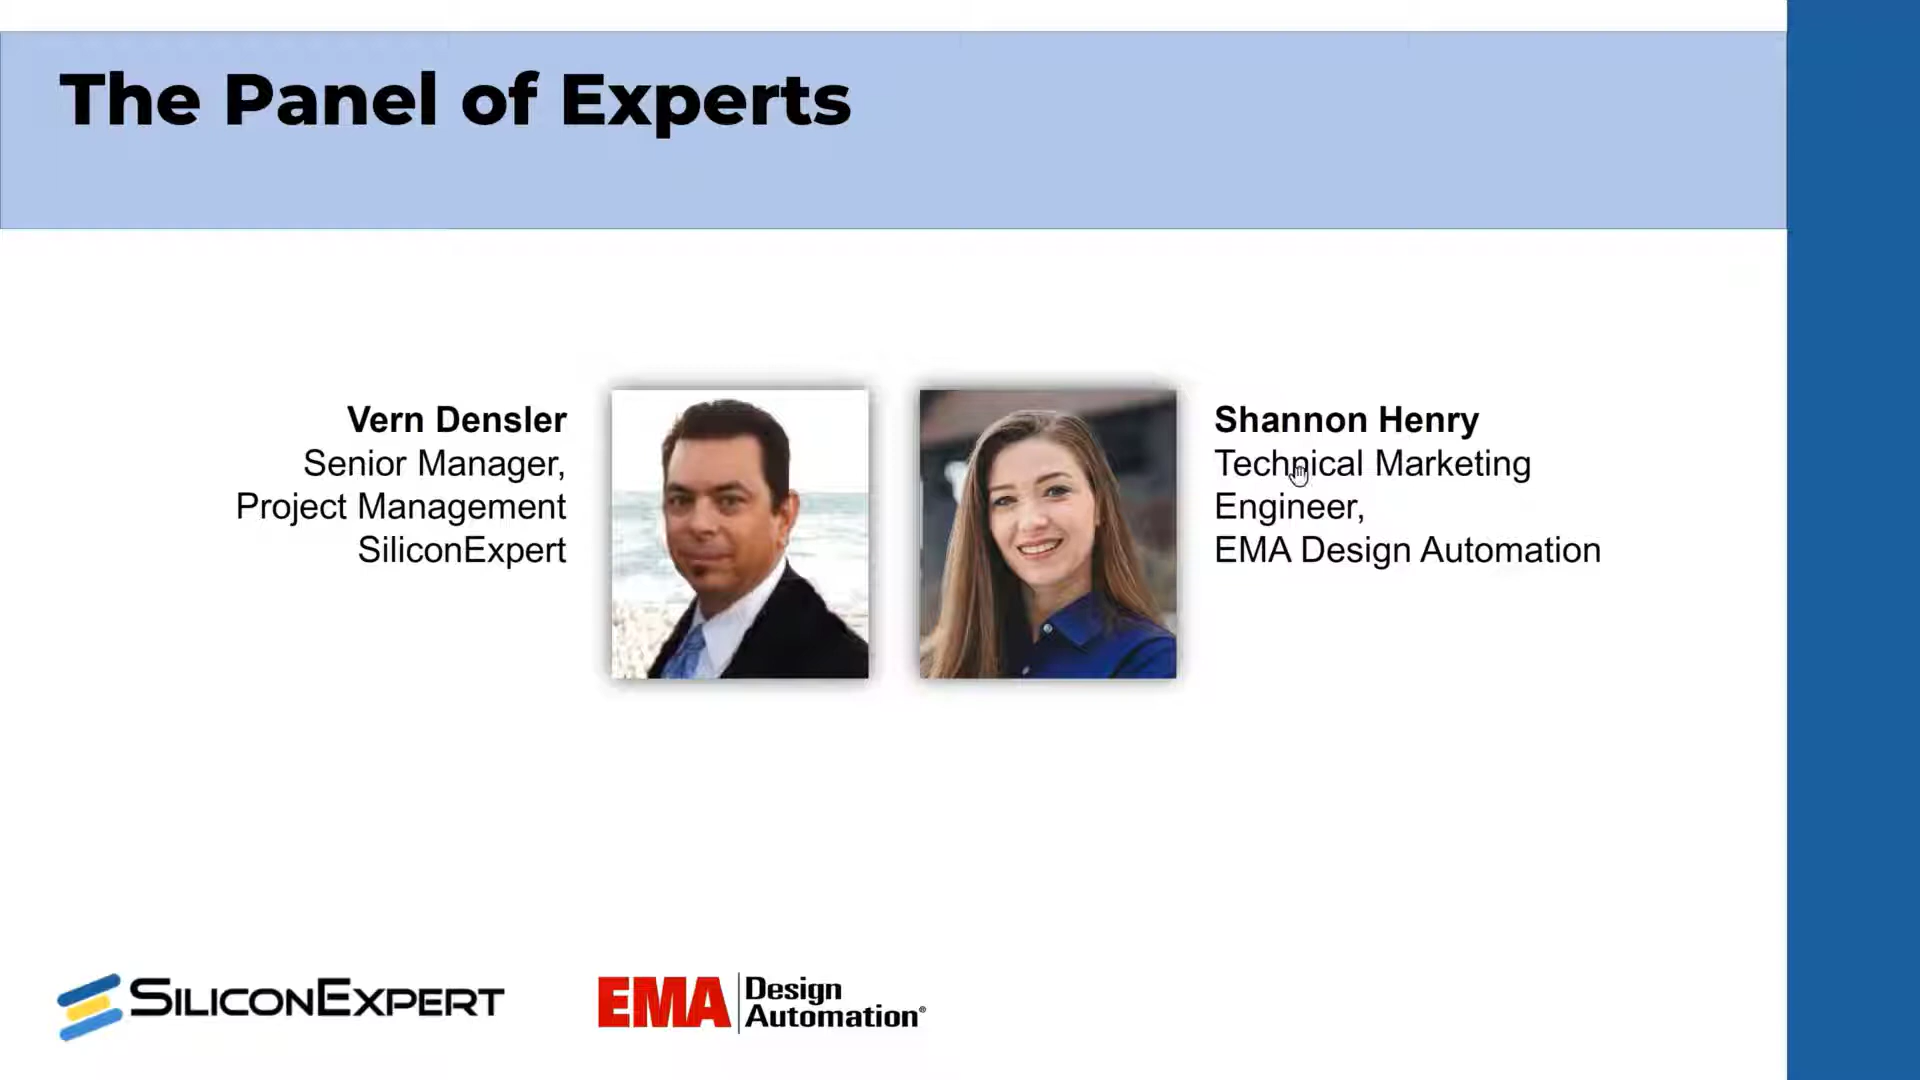 The Panel of Experts
Vern Densler
Senior Manager,
Project Management
SiliconExpert
Shannon Henry
Technical Marketing
Engineer,
EMA Design Automation
SILICONEXPERT
EMA Design
Automation®